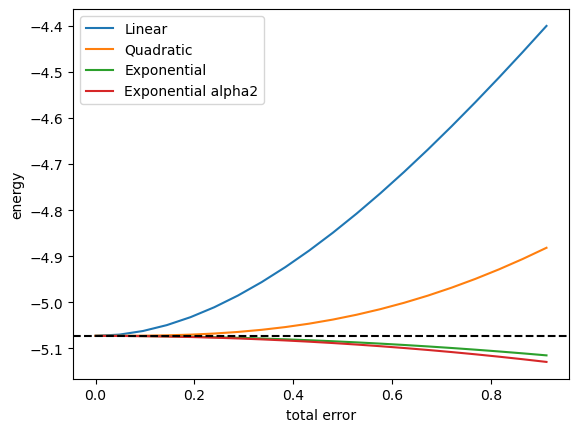 −4.4
−4.5
−4.6
−4.7
−4.8
−4.9
−5.0
−5.1
energy
Linear
Quadratic
Exponential
Exponential alpha2
0.0
0.2
0.4
0.6
0.8
total error